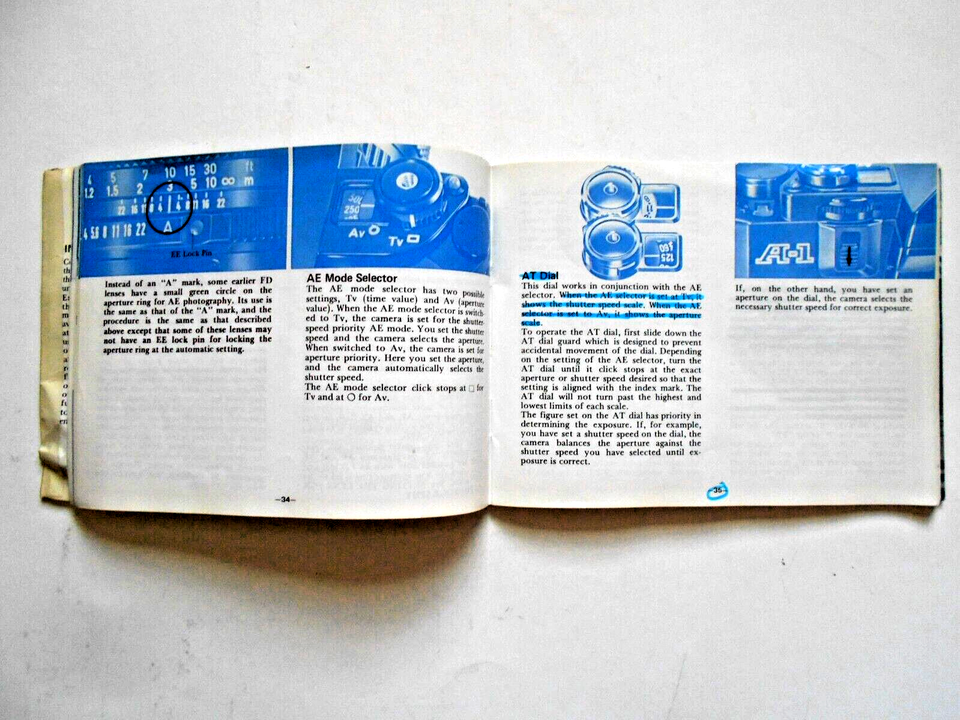 4 5 7 10 15 30 ft
1.2 1.5 2 3 5 10 ∞ m
22 16 11 8 4 4 8 11 16 22
4 5.6 8 11 16 22 A
EE Lock Pin
Instead of an "A" mark, some earlier FD
lenses have a small green circle on the
aperture ring for AE photography. Its use is
the same as that of the "A" mark, and the
procedure is the same as that described
above except that some of these lenses may
not have an EE lock pin for locking the
aperture ring at the automatic setting.
250
Av Tv
AE Mode Selector
The AE mode selector has two possible
settings, Tv (time value) and Av (aperture
value). When the AE mode selector is switch-
ed to Tv, the camera is set for the shutter-
speed priority AE mode. You set the shutter
speed and the camera selects the aperture.
When switched to Av, the camera is set for
aperture priority. Here you set the aperture,
and the camera automatically selects the
shutter speed.
The AE mode selector click stops at □ for
Tv and at ○ for Av.
—34—
125 60
AT Dial
This dial works in conjunction with the AE
selector. When the AE selector is set at Tv, it
shows the shutter speed scale. When the AE
selector is set to Av, it shows the aperture
scale.
To operate the AT dial, first slide down the
AT dial guard which is designed to prevent
accidental movement of the dial. Depending
on the setting of the AE selector, turn the
AT dial until it click stops at the exact
aperture or shutter speed desired so that the
setting is aligned with the index mark. The
AT dial will not turn past the highest and
lowest limits of each scale.
The figure set on the AT dial has priority in
determining the exposure. If, for example,
you have set a shutter speed on the dial, the
camera balances the aperture against the
shutter speed you have selected until ex-
posure is correct.
—35—
A-1
If, on the other hand, you have set an
aperture on the dial, the camera selects the
necessary shutter speed for correct exposure.